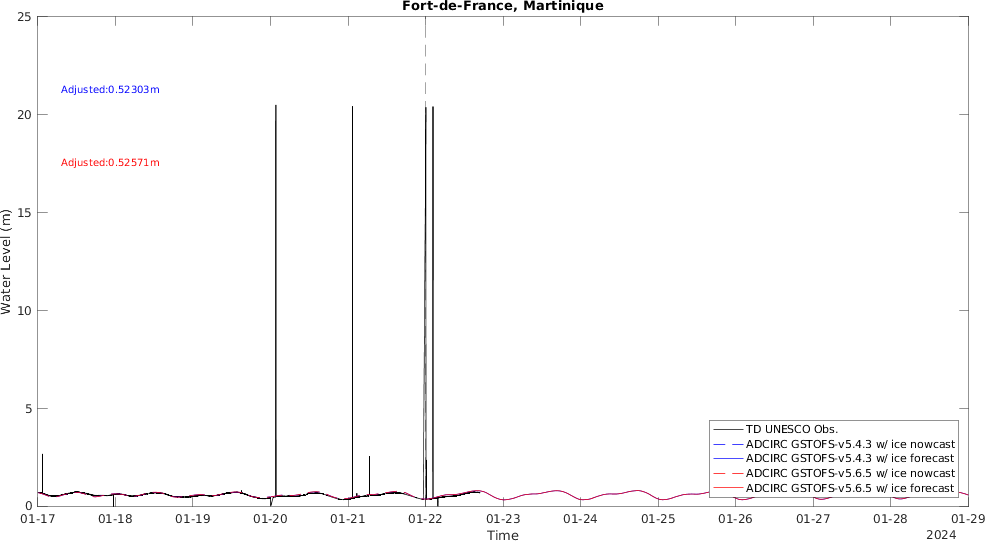 Fort-de-France, Martinique
25
20
15
10
5
0
Water Level (m)
Adjusted:0.52303m
Adjusted:0.52571m
TD UNESCO Obs.
ADCIRC GSTOFS-v5.4.3 w/ ice nowcast
ADCIRC GSTOFS-v5.4.3 w/ ice forecast
ADCIRC GSTOFS-v5.6.5 w/ ice nowcast
ADCIRC GSTOFS-v5.6.5 w/ ice forecast
01-17 01-18 01-19 01-20 01-21 01-22 01-23 01-24 01-25 01-26 01-27 01-28 01-29
Time
2024